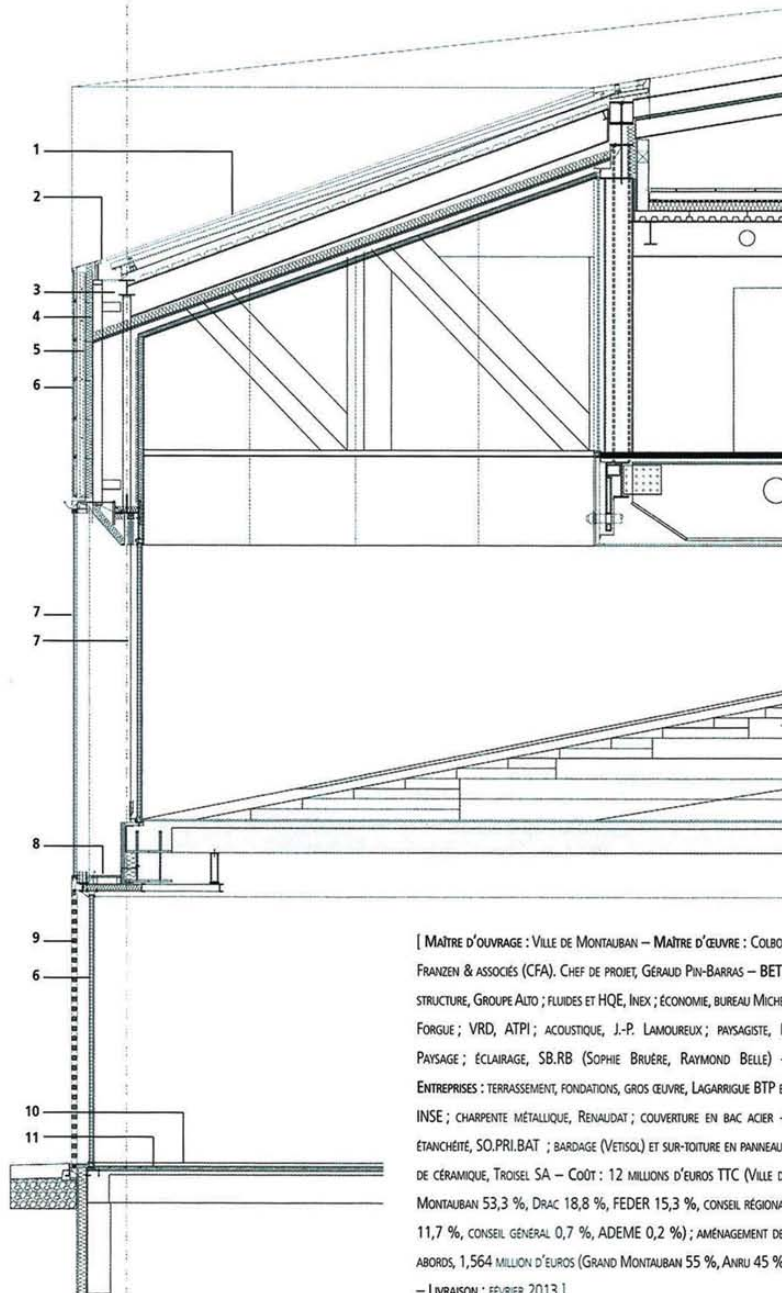 1
2
3
4
5
6
7
7
8
9
6
10
11
[ MAÎTRE D'OUVRAGE : VILLE DE MONTAUBAN – MAÎTRE D'ŒUVRE : COLBO
FRANZEN & ASSOCIÉS (CFA). CHEF DE PROJET, GÉRAUD PIN-BARRAS – BET
STRUCTURE, GROUPE ALTO ; FLUIDES ET HQE, INEX ; ÉCONOMIE, BUREAU MICHE
FORGUE ; VRD, ATPI ; ACOUSTIQUE, J.-P. LAMOUREUX ; PAYSAGISTE,
PAYSAGE ; ÉCLAIRAGE, SB.RB (SOPHIE BRUÈRE, RAYMOND BELLE) -
ENTREPRISES : TERRASSEMENT, FONDATIONS, GROS ŒUVRE, LAGARRIGUE BTP E
INSE ; CHARPENTE MÉTALLIQUE, RENAUDAT ; COUVERTURE EN BAC ACIER -
ÉTANCHÉITÉ, SO.PRI.BAT ; BARDAGE (VETISOL) ET SUR-TOITURE EN PANNEAU
DE CÉRAMIQUE, TROISEL SA – COÛT : 12 MILLIONS D'EUROS TTC (VILLE D
MONTAUBAN 53,3 %, DRAC 18,8 %, FEDER 15,3 %, CONSEIL RÉGIONA
11,7 %, CONSEIL GÉNÉRAL 0,7 %, ADEME 0,2 %) ; AMÉNAGEMENT DE
ABORDS, 1,564 MILLION D'EUROS (GRAND MONTAUBAN 55 %, ANRU 45 %
– LIVRAISON : FÉVRIER 2013 ]